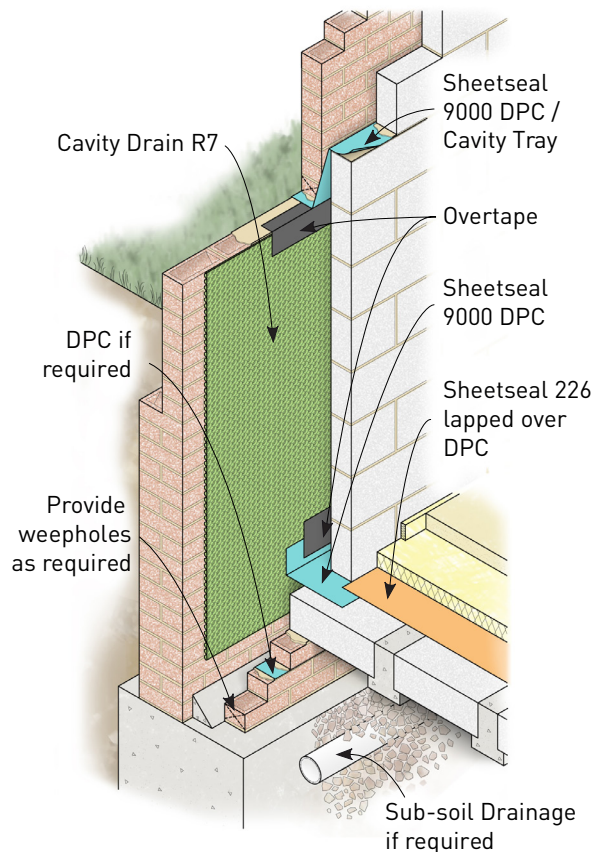 Sheetseal
9000 DPC /
Cavity Tray
Cavity Drain R7
Overtape
Sheetseal
9000 DPC
DPC if
required
Sheetseal 226
lapped over
DPC
Provide
weepholes
as required
Sub-soil Drainage
if required